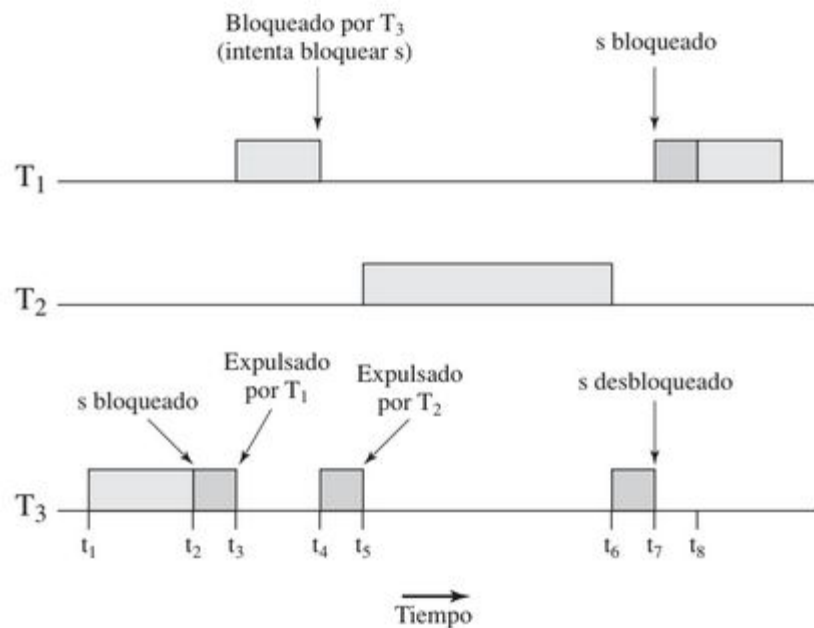 Bloqueado por T₃
(intenta bloquear s)
s bloqueado
T₁
T₂
s bloqueado
Expulsado
por T₁
Expulsado
por T₂
s desbloqueado
T₃
t₁ t₂ t₃ t₄ t₅ t₆ t₇ t₈
Tiempo